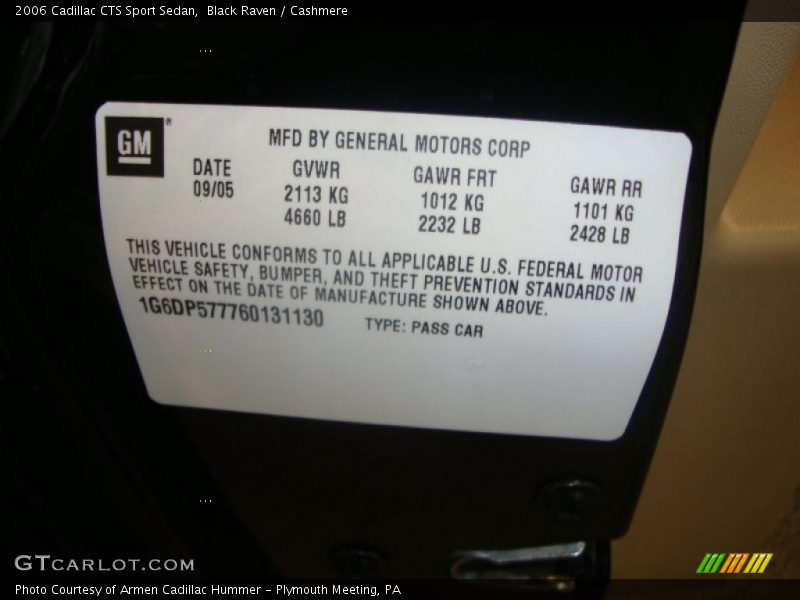 2006 Cadillac CTS Sport Sedan,  Black Raven / Cashmere
GM®
MFD BY GENERAL MOTORS CORP
DATE GVWR GAWR FRT GAWR RR
09/05 2113 KG 1012 KG 1101 KG
4660 LB 2232 LB 2428 LB
THIS VEHICLE CONFORMS TO ALL APPLICABLE U.S. FEDERAL MOTOR
VEHICLE SAFETY, BUMPER, AND THEFT PREVENTION STANDARDS IN
EFFECT ON THE DATE OF MANUFACTURE SHOWN ABOVE.
1G6DP577760131130 TYPE: PASS CAR
GTCARLOT.COM
Photo Courtesy of Armen Cadillac Hummer - Plymouth Meeting, PA